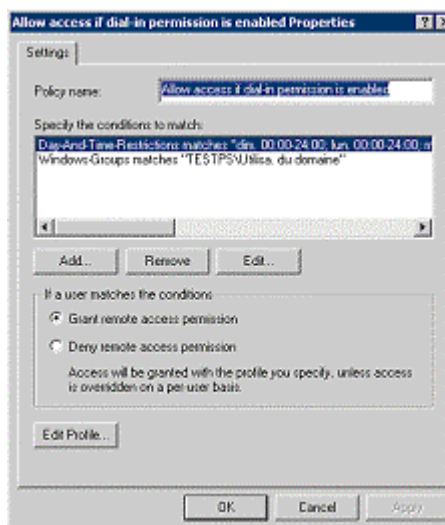 Allow access if dial-in permission is enabled Properties
Settings
Policy name:
Allow access if dial-in permission is enabled
Specify the conditions to match:
Day-And-Time-Restrictions matches "dim. 00:00-24:00; lun. 00:00-24:00; m
Windows-Groups matches "TESTPS\Utilisa. du domaine"
Add...
Remove
Edit...
If a user matches the conditions
Grant remote access permission
Deny remote access permission
Access will be granted with the profile you specify, unless access
is overridden on a per-user basis.
Edit Profile...
OK
Cancel
Apply